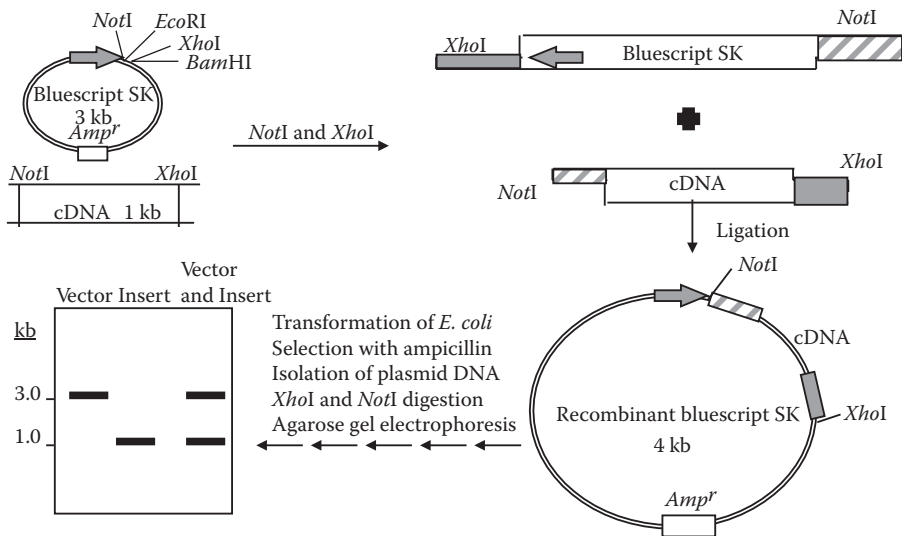 NotI
EcoRI
XhoI
BamHI
Bluescript SK
3 kb
Ampr
NotI
XhoI
cDNA 1 kb
NotI and XhoI
XhoI
NotI
Bluescript SK
NotI
XhoI
cDNA
Ligation
NotI
cDNA
XhoI
Recombinant bluescript SK
4 kb
Ampr
Transformation of E. coli
Selection with ampicillin
Isolation of plasmid DNA
XhoI and NotI digestion
Agarose gel electrophoresis
Vector
Vector Insert and Insert
kb
3.0
1.0